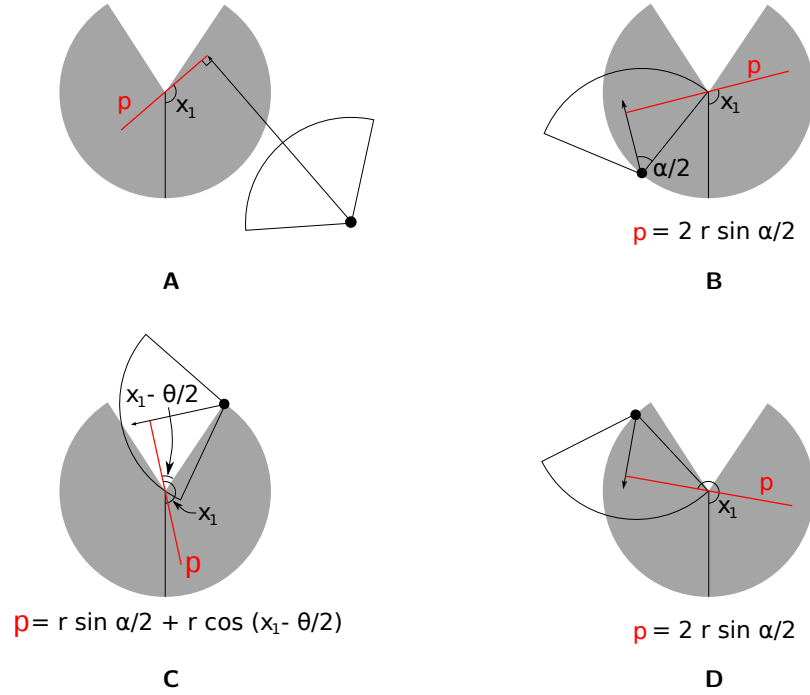 p
x₁
A
p
x₁
α/2
p = 2 r sin α/2
B
x₁- θ/2
x₁
p
p = r sin α/2 + r cos (x₁- θ/2)
C
p
x₁
p = 2 r sin α/2
D